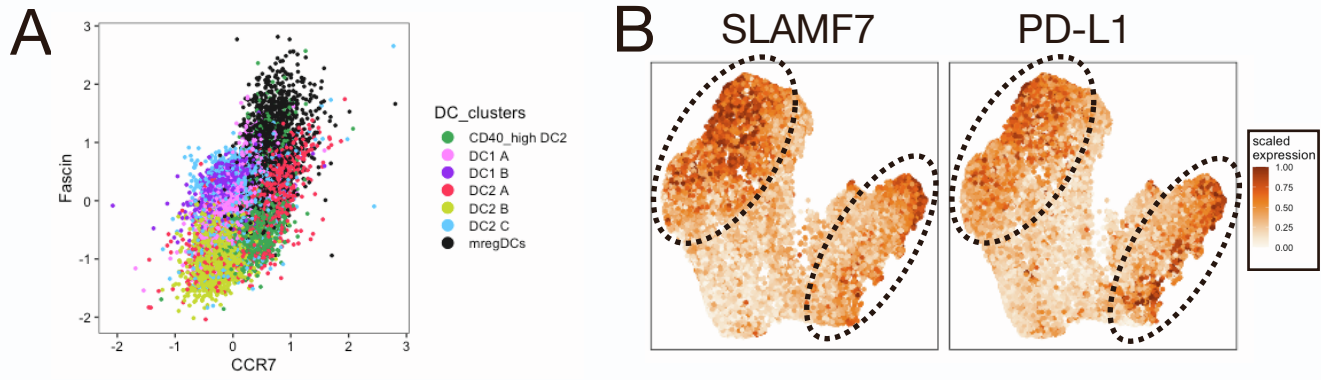 A
3
2
1
0
-1
-2
Fascin
-2 -1 0 1 2 3
CCR7
DC_clusters
CD40_high DC2
DC1 A
DC1 B
DC2 A
DC2 B
DC2 C
mregDCs
B
SLAMF7 PD-L1
scaled
expression
1.00
0.75
0.50
0.25
0.00